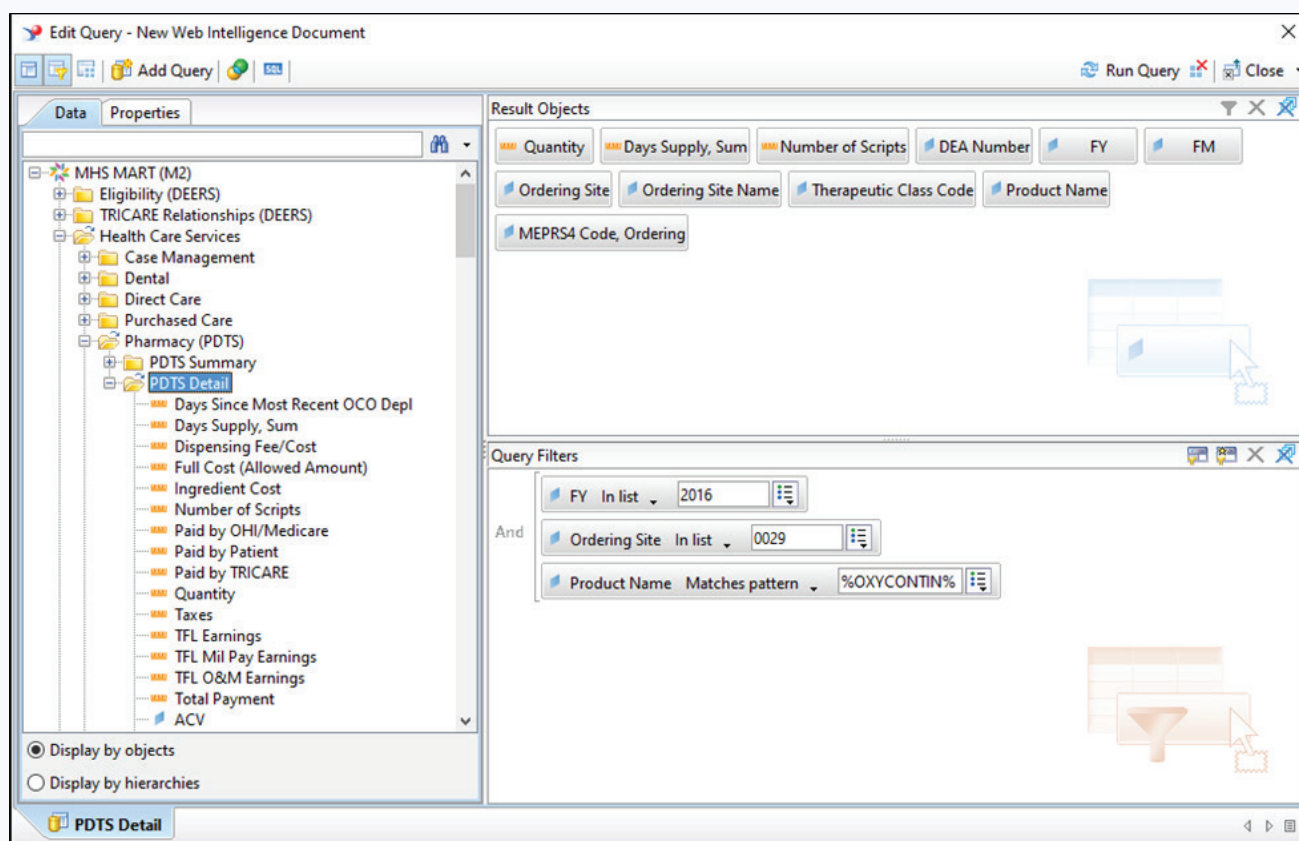 Edit Query - New Web Intelligence Document
Add Query
SQL
Run Query
Close
Data Properties
MHS MART (M2)
Eligibility (DEERS)
TRICARE Relationships (DEERS)
Health Care Services
Case Management
Dental
Direct Care
Purchased Care
Pharmacy (PDTS)
PDTS Summary
PDTS Detail
Days Since Most Recent OCO Depl
Days Supply, Sum
Dispensing Fee/Cost
Full Cost (Allowed Amount)
Ingredient Cost
Number of Scripts
Paid by OHI/Medicare
Paid by Patient
Paid by TRICARE
Quantity
Taxes
TFL Earnings
TFL Mil Pay Earnings
TFL O&M Earnings
Total Payment
ACV
Display by objects
Display by hierarchies
Result Objects
Quantity Days Supply, Sum Number of Scripts DEA Number FY FM
Ordering Site Ordering Site Name Therapeutic Class Code Product Name
MEPRS4 Code, Ordering
Query Filters
And
FY In list 2016
Ordering Site In list 0029
Product Name Matches pattern %OXYCONTIN%
PDTS Detail